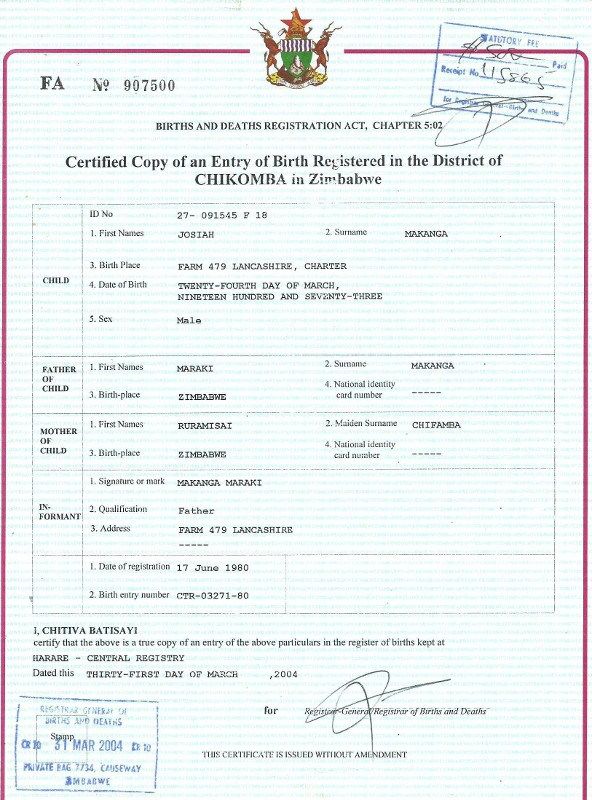 FA № 907500
STATUTORY FEE
Paid
Receipt No. 415865
for Registrar General-Births and Deaths
BIRTHS AND DEATHS REGISTRATION ACT, CHAPTER 5:02
Certified Copy of an Entry of Birth Registered in the District of
CHIKOMBA in Zimbabwe
ID No 27- 091545 F 18
CHILD
1. First Names JOSIAH 2. Surname MAKANGA
3. Birth Place FARM 479 LANCASHIRE, CHARTER
4. Date of Birth TWENTY-FOURTH DAY OF MARCH,
NINETEEN HUNDRED AND SEVENTY-THREE
5. Sex Male
FATHER OF CHILD
1. First Names MARAKI 2. Surname MAKANGA
3. Birth-place ZIMBABWE 4. National identity card number -----
MOTHER OF CHILD
1. First Names RURAMISAI 2. Maiden Surname CHIFAMBA
3. Birth-place ZIMBABWE 4. National identity card number -----
IN-FORMANT
1. Signature or mark MAKANGA MARAKI
2. Qualification Father
3. Address FARM 479 LANCASHIRE
-----
1. Date of registration 17 June 1980
2. Birth entry number CTR-03271-80
I, CHITIVA BATISAYI
certify that the above is a true copy of an entry of the above particulars in the register of births kept at
HARARE - CENTRAL REGISTRY
Dated this THIRTY-FIRST DAY OF MARCH ,2004
for Registrar-General/Registrar of Births and Deaths
REGISTRAR GENERAL OF
BIRTHS AND DEATHS
Stamp
CR 10 31 MAR 2004 CR 10
PRIVATE BAG 7734, CAUSEWAY
ZIMBABWE
THIS CERTIFICATE IS ISSUED WITHOUT AMENDMENT